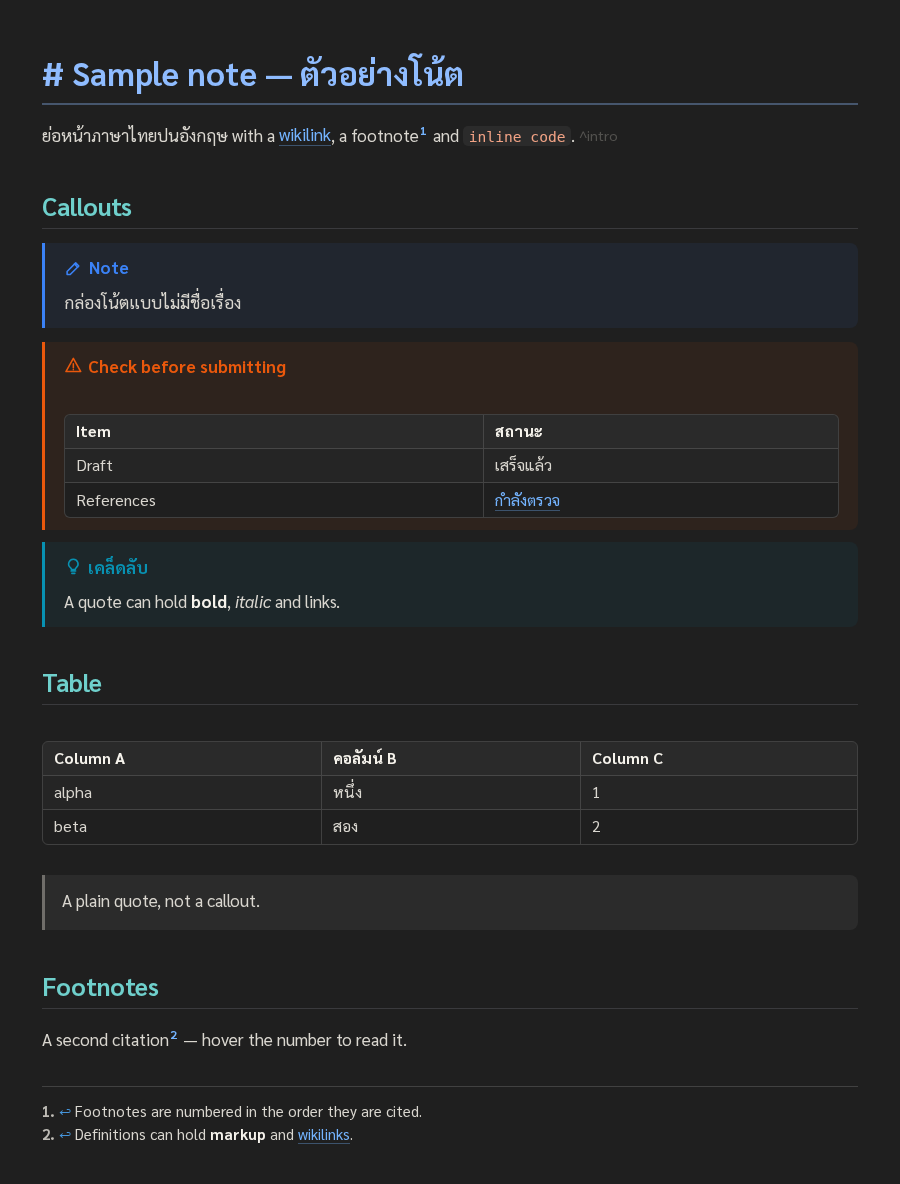 # Sample note — ตัวอย่างโน้ต
ย่อหน้าภาษาไทยปนอังกฤษ with a wikilink, a footnote¹ and inline code. ^intro
Callouts
Note
กล่องโน้ตแบบไม่มีชื่อเรื่อง
Check before submitting
Item สถานะ
Draft เสร็จแล้ว
References กำลังตรวจ
เคล็ดลับ
A quote can hold bold, italic and links.
Table
Column A คอลัมน์ B Column C
alpha หนึ่ง 1
beta สอง 2
A plain quote, not a callout.
Footnotes
A second citation² — hover the number to read it.
1. ↩ Footnotes are numbered in the order they are cited.
2. ↩ Definitions can hold markup and wikilinks.